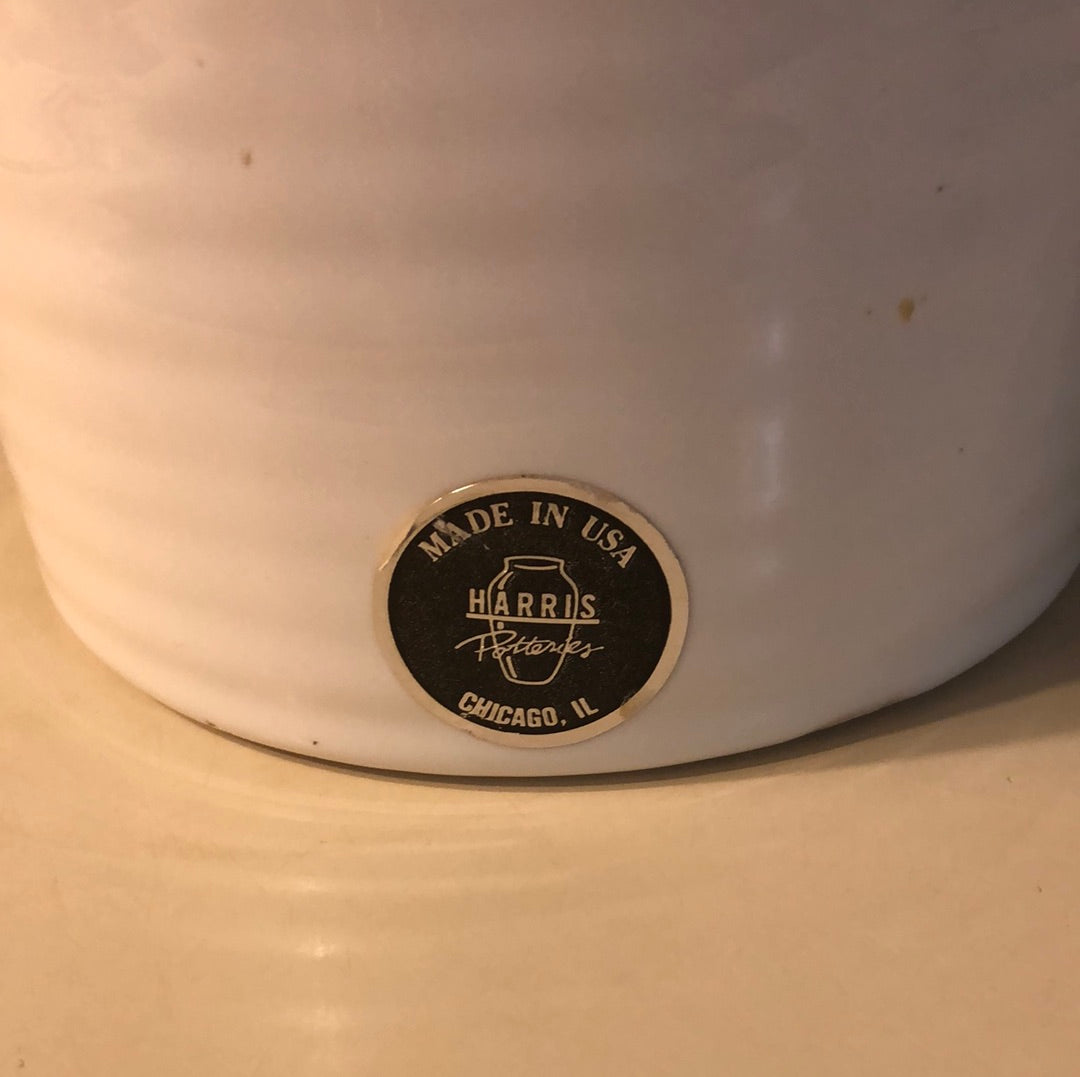 MADE IN USA
HARRIS
Potteries
CHICAGO, IL